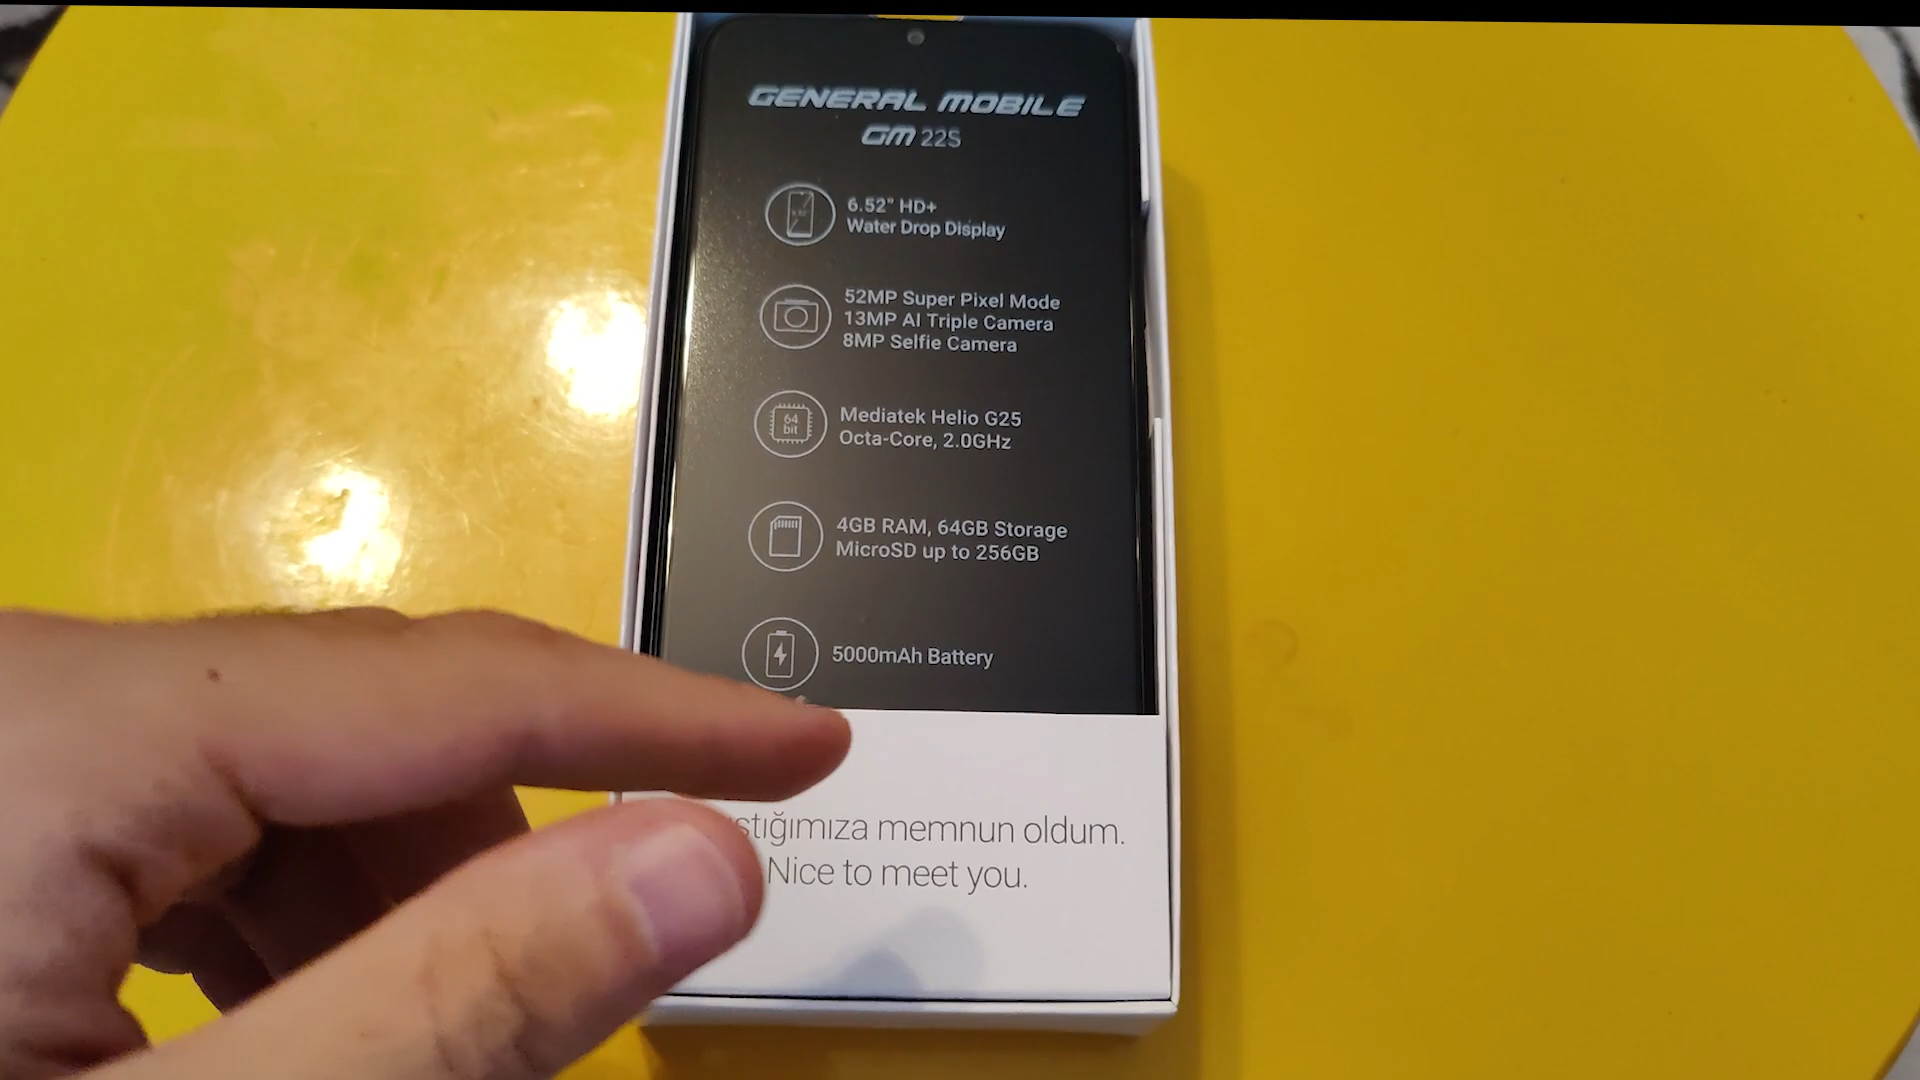 GENERAL MOBILE
GM 22S
6.52" HD+
Water Drop Display
52MP Super Pixel Mode
13MP AI Triple Camera
8MP Selfie Camera
64
bit
Mediatek Helio G25
Octa-Core, 2.0GHz
4GB RAM, 64GB Storage
MicroSD up to 256GB
5000mAh Battery
memnun oldum.
Nice to meet you.